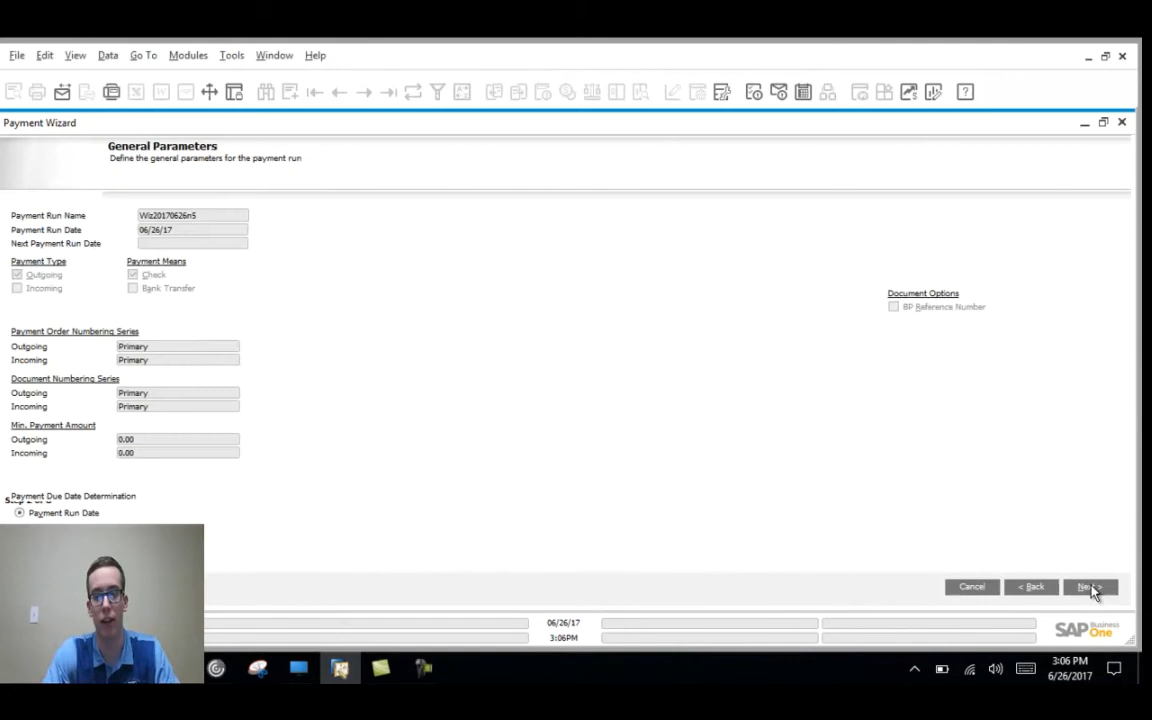 File Edit View Data Go To Modules Tools Window Help
Payment Wizard
General Parameters
Define the general parameters for the payment run
Payment Run Name Wiz20170626n5
Payment Run Date 06/26/17
Next Payment Run Date
Payment Type Payment Means
Outgoing Check
Incoming Bank Transfer
Document Options
BP Reference Number
Payment Order Numbering Series
Outgoing Primary
Incoming Primary
Document Numbering Series
Outgoing Primary
Incoming Primary
Min. Payment Amount
Outgoing 0.00
Incoming 0.00
Payment Due Date Determination
Payment Run Date
Cancel < Back Next >
06/26/17
3:06PM
SAP Business One
3:06 PM
6/26/2017